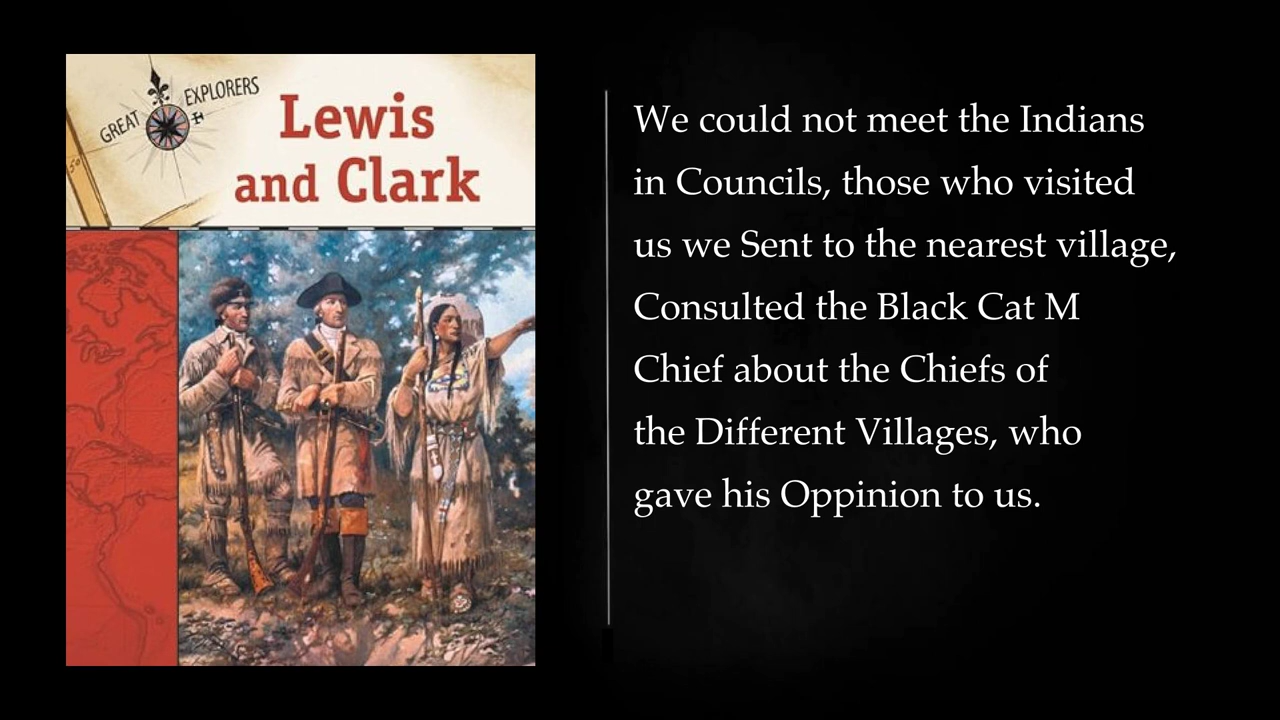 GREAT EXPLORERS
Lewis
and Clark
We could not meet the Indians
in Councils, those who visited
us we Sent to the nearest village,
Consulted the Black Cat M
Chief about the Chiefs of
the Different Villages, who
gave his Oppinion to us.